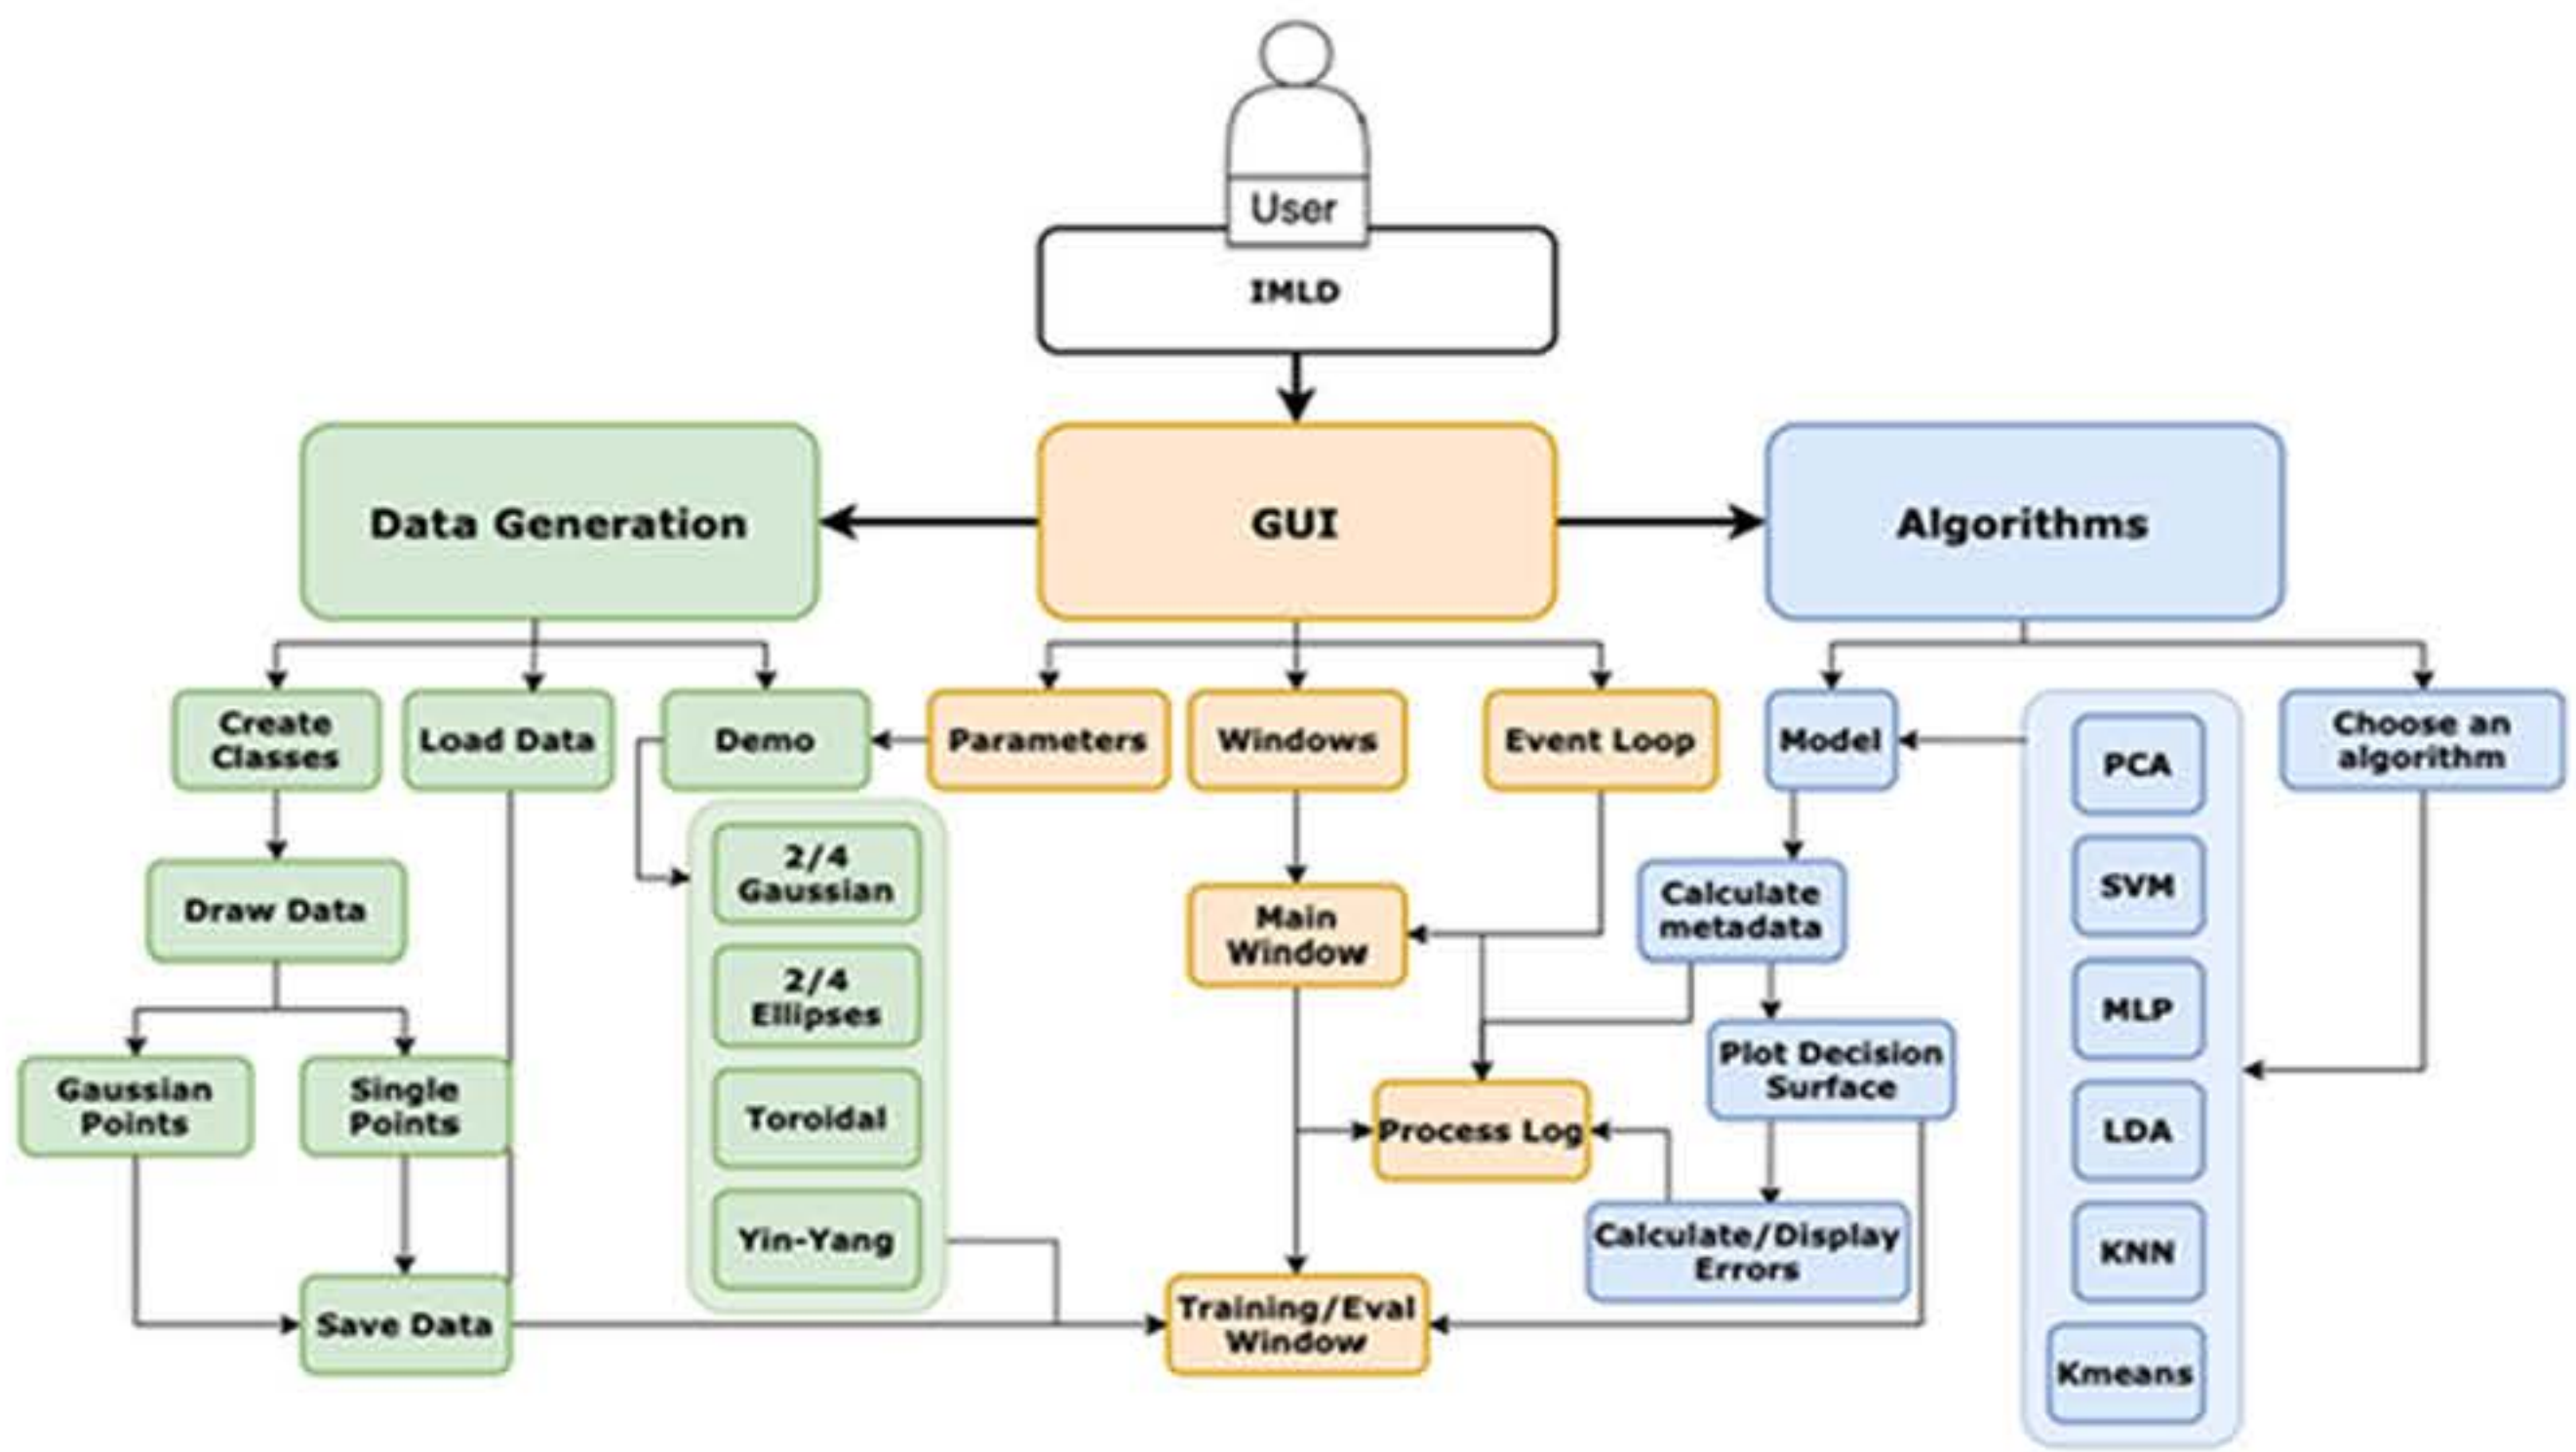 User
IMLD
Data Generation
GUI
Algorithms
Create
Classes
Load Data
Demo
Parameters
Windows
Event Loop
Model
Choose an
algorithm
Draw Data
Gaussian
Points
Single
Points
Save Data
2/4
Gaussian
2/4
Ellipses
Toroidal
Yin-Yang
Main
Window
Process Log
Training/Eval
Window
Calculate
metadata
Plot Decision
Surface
Calculate/Display
Errors
PCA
SVM
MLP
LDA
KNN
Kmeans